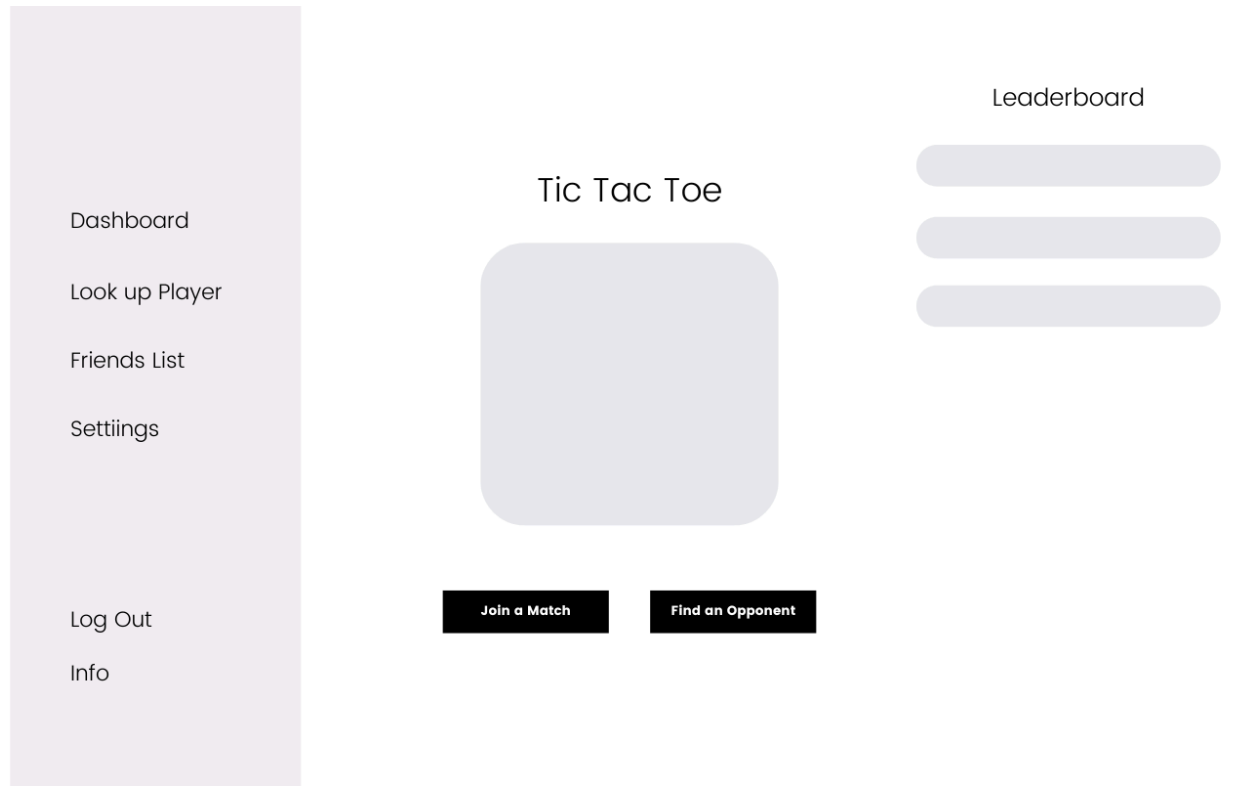 Dashboard
Look up Player
Friends List
Settiings
Log Out
Info
Tic Tac Toe
Join a Match
Find an Opponent
Leaderboard